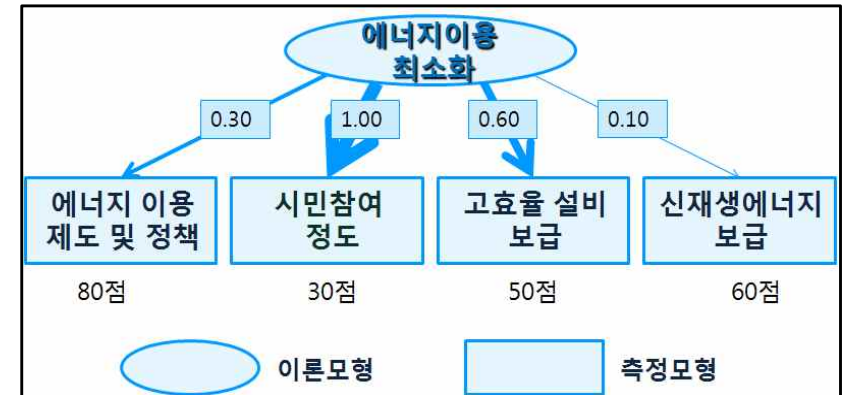 에너지이용
최소화
0.30 1.00 0.60 0.10
에너지 이용 시민참여 고효율 설비 신재생에너지
제도 및 정책 정도 보급 보급
80점 30점 50점 60점
이론모형 측정모형